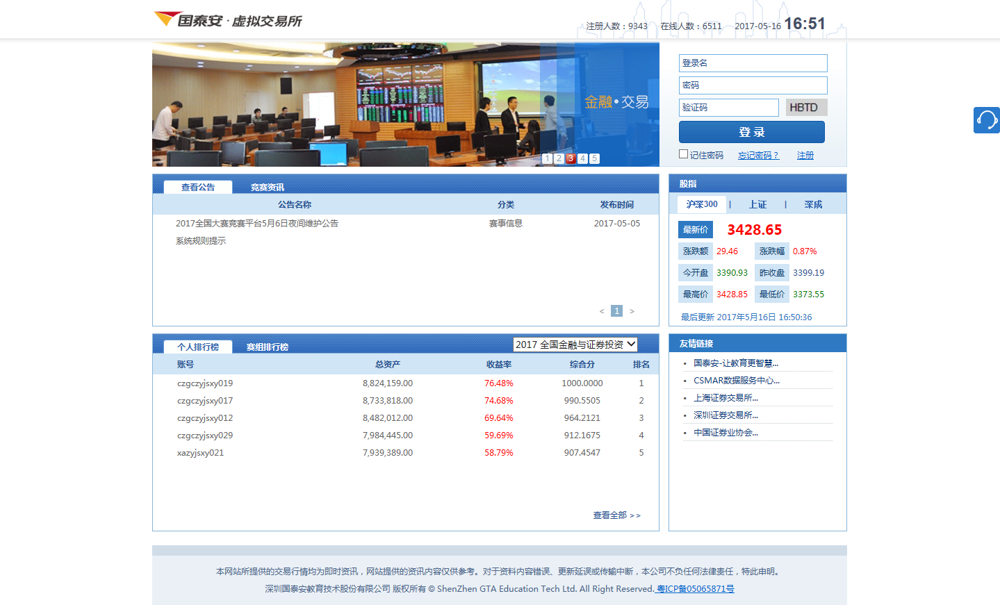 国泰安·虚拟交易所
注册人数：9343 在线人数：6511 2017-05-16 16:51
金融•交易
1 2 3 4 5
登录名
密码
验证码 HBTD
登 录
记住密码 忘记密码？ 注册
查看公告 竞赛资讯
公告名称 分类 发布时间
2017全国大赛竞赛平台5月6日夜间维护公告 赛事信息 2017-05-05
系统规则提示
< 1 >
股指
沪深300 | 上证 | 深成
最新价 3428.65
涨跌额 29.46 涨跌幅 0.87%
今开盘 3390.93 昨收盘 3399.19
最高价 3428.85 最低价 3373.55
最后更新 2017年5月16日 16:50:36
个人排行榜 赛组排行榜 2017 全国金融与证券投资
账号 总资产 收益率 综合分 排名
czgczyjsxy019 8,824,159.00 76.48% 1000.0000 1
czgczyjsxy017 8,733,818.00 74.68% 990.5505 2
czgczyjsxy012 8,482,012.00 69.64% 964.2121 3
czgczyjsxy029 7,984,445.00 59.69% 912.1675 4
xazyjsxy021 7,939,389.00 58.79% 907.4547 5
查看全部 >>
友情链接
• 国泰安-让教育更智慧...
• CSMAR数据服务中心...
• 上海证券交易所...
• 深圳证券交易所...
• 中国证券业协会...
本网站所提供的交易行情均为即时资讯，网站提供的资讯内容仅供参考。对于资料内容错误、更新延误或传输中断，本公司不负任何法律责任，特此申明。
深圳国泰安教育技术股份有限公司 版权所有 © ShenZhen GTA Education Tech Ltd. All Right Reserved. 粤ICP备05065871号